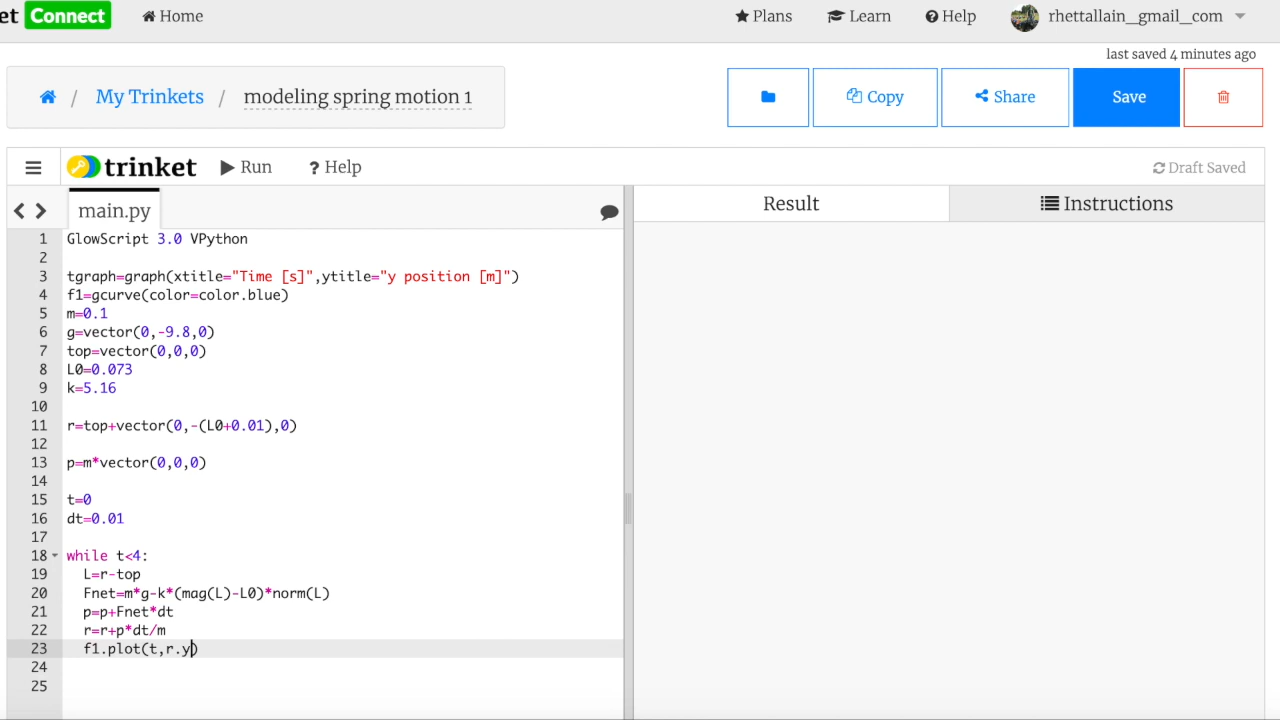 et Connect Home Plans Learn Help rhettallain_gmail_com
last saved 4 minutes ago
/ My Trinkets / modeling spring motion 1 Copy Share Save
trinket Run ? Help Draft Saved
main.py Result Instructions
1 GlowScript 3.0 VPython
2
3 tgraph=graph(xtitle="Time [s]",ytitle="y position [m]")
4 f1=gcurve(color=color.blue)
5 m=0.1
6 g=vector(0,-9.8,0)
7 top=vector(0,0,0)
8 L0=0.073
9 k=5.16
10
11 r=top+vector(0,-(L0+0.01),0)
12
13 p=m*vector(0,0,0)
14
15 t=0
16 dt=0.01
17
18 while t<4:
19   L=r-top
20   Fnet=m*g-k*(mag(L)-L0)*norm(L)
21   p=p+Fnet*dt
22   r=r+p*dt/m
23   f1.plot(t,r.y)
24
25